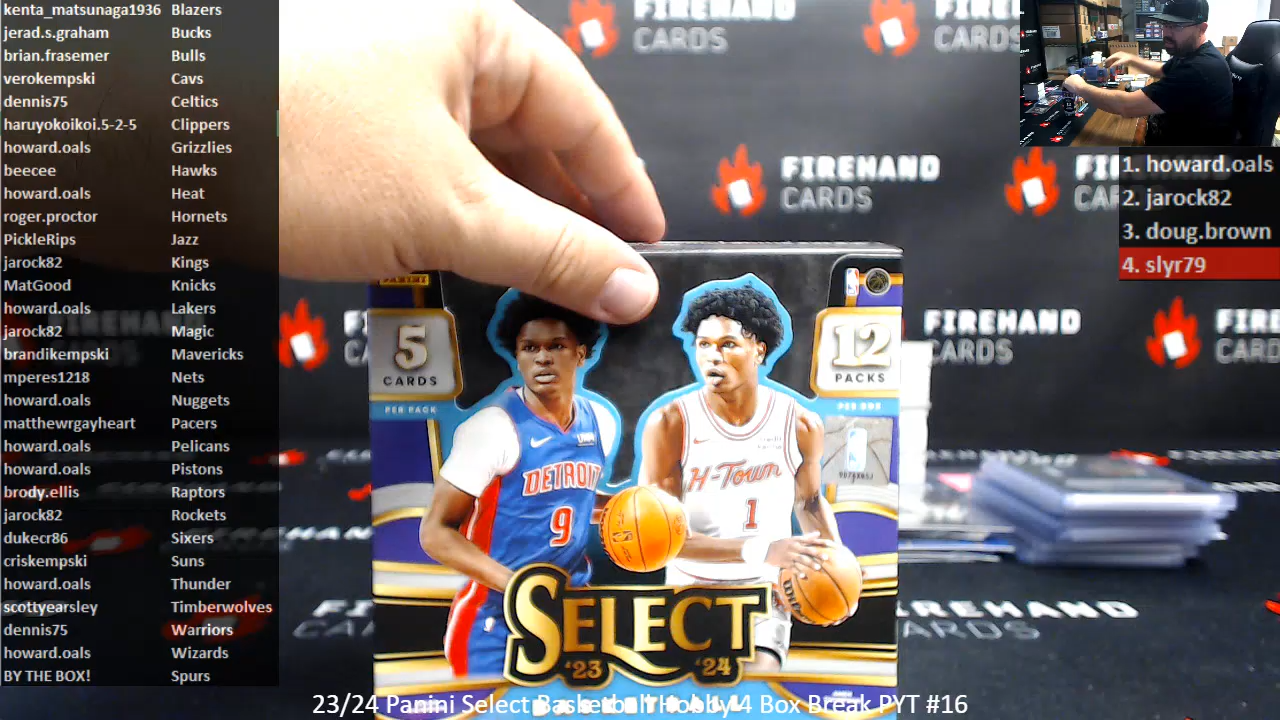 kenta_matsunaga1936 Blazers
jerad.s.graham Bucks
brian.frasemer Bulls
verokempski Cavs
dennis75 Celtics
haruyokoikoi.5-2-5 Clippers
howard.oals Grizzlies
beecee Hawks
howard.oals Heat
roger.proctor Hornets
PickleRips Jazz
jarock82 Kings
MatGood Knicks
howard.oals Lakers
jarock82 Magic
brandikempski Mavericks
mperes1218 Nets
howard.oals Nuggets
matthewrgayheart Pacers
howard.oals Pelicans
howard.oals Pistons
brody.ellis Raptors
jarock82 Rockets
dukecr86 Sixers
criskempski Suns
howard.oals Thunder
scottyearsley Timberwolves
dennis75 Warriors
howard.oals Wizards
BY THE BOX! Spurs
FIREHAND
CARDS
FIREHAND
CARDS
FIREHAND
CARDS
FIREHAND
CARDS
1. howard.oals
2. jarock82
3. doug.brown
4. slyr79
PANINI
5
CARDS
PER PACK
12
PACKS
PER BOX
DETROIT
9
H-Town
1
SELECT
'23 '24
23/24 Panini Select Basketball Hobby 4 Box Break PYT #16